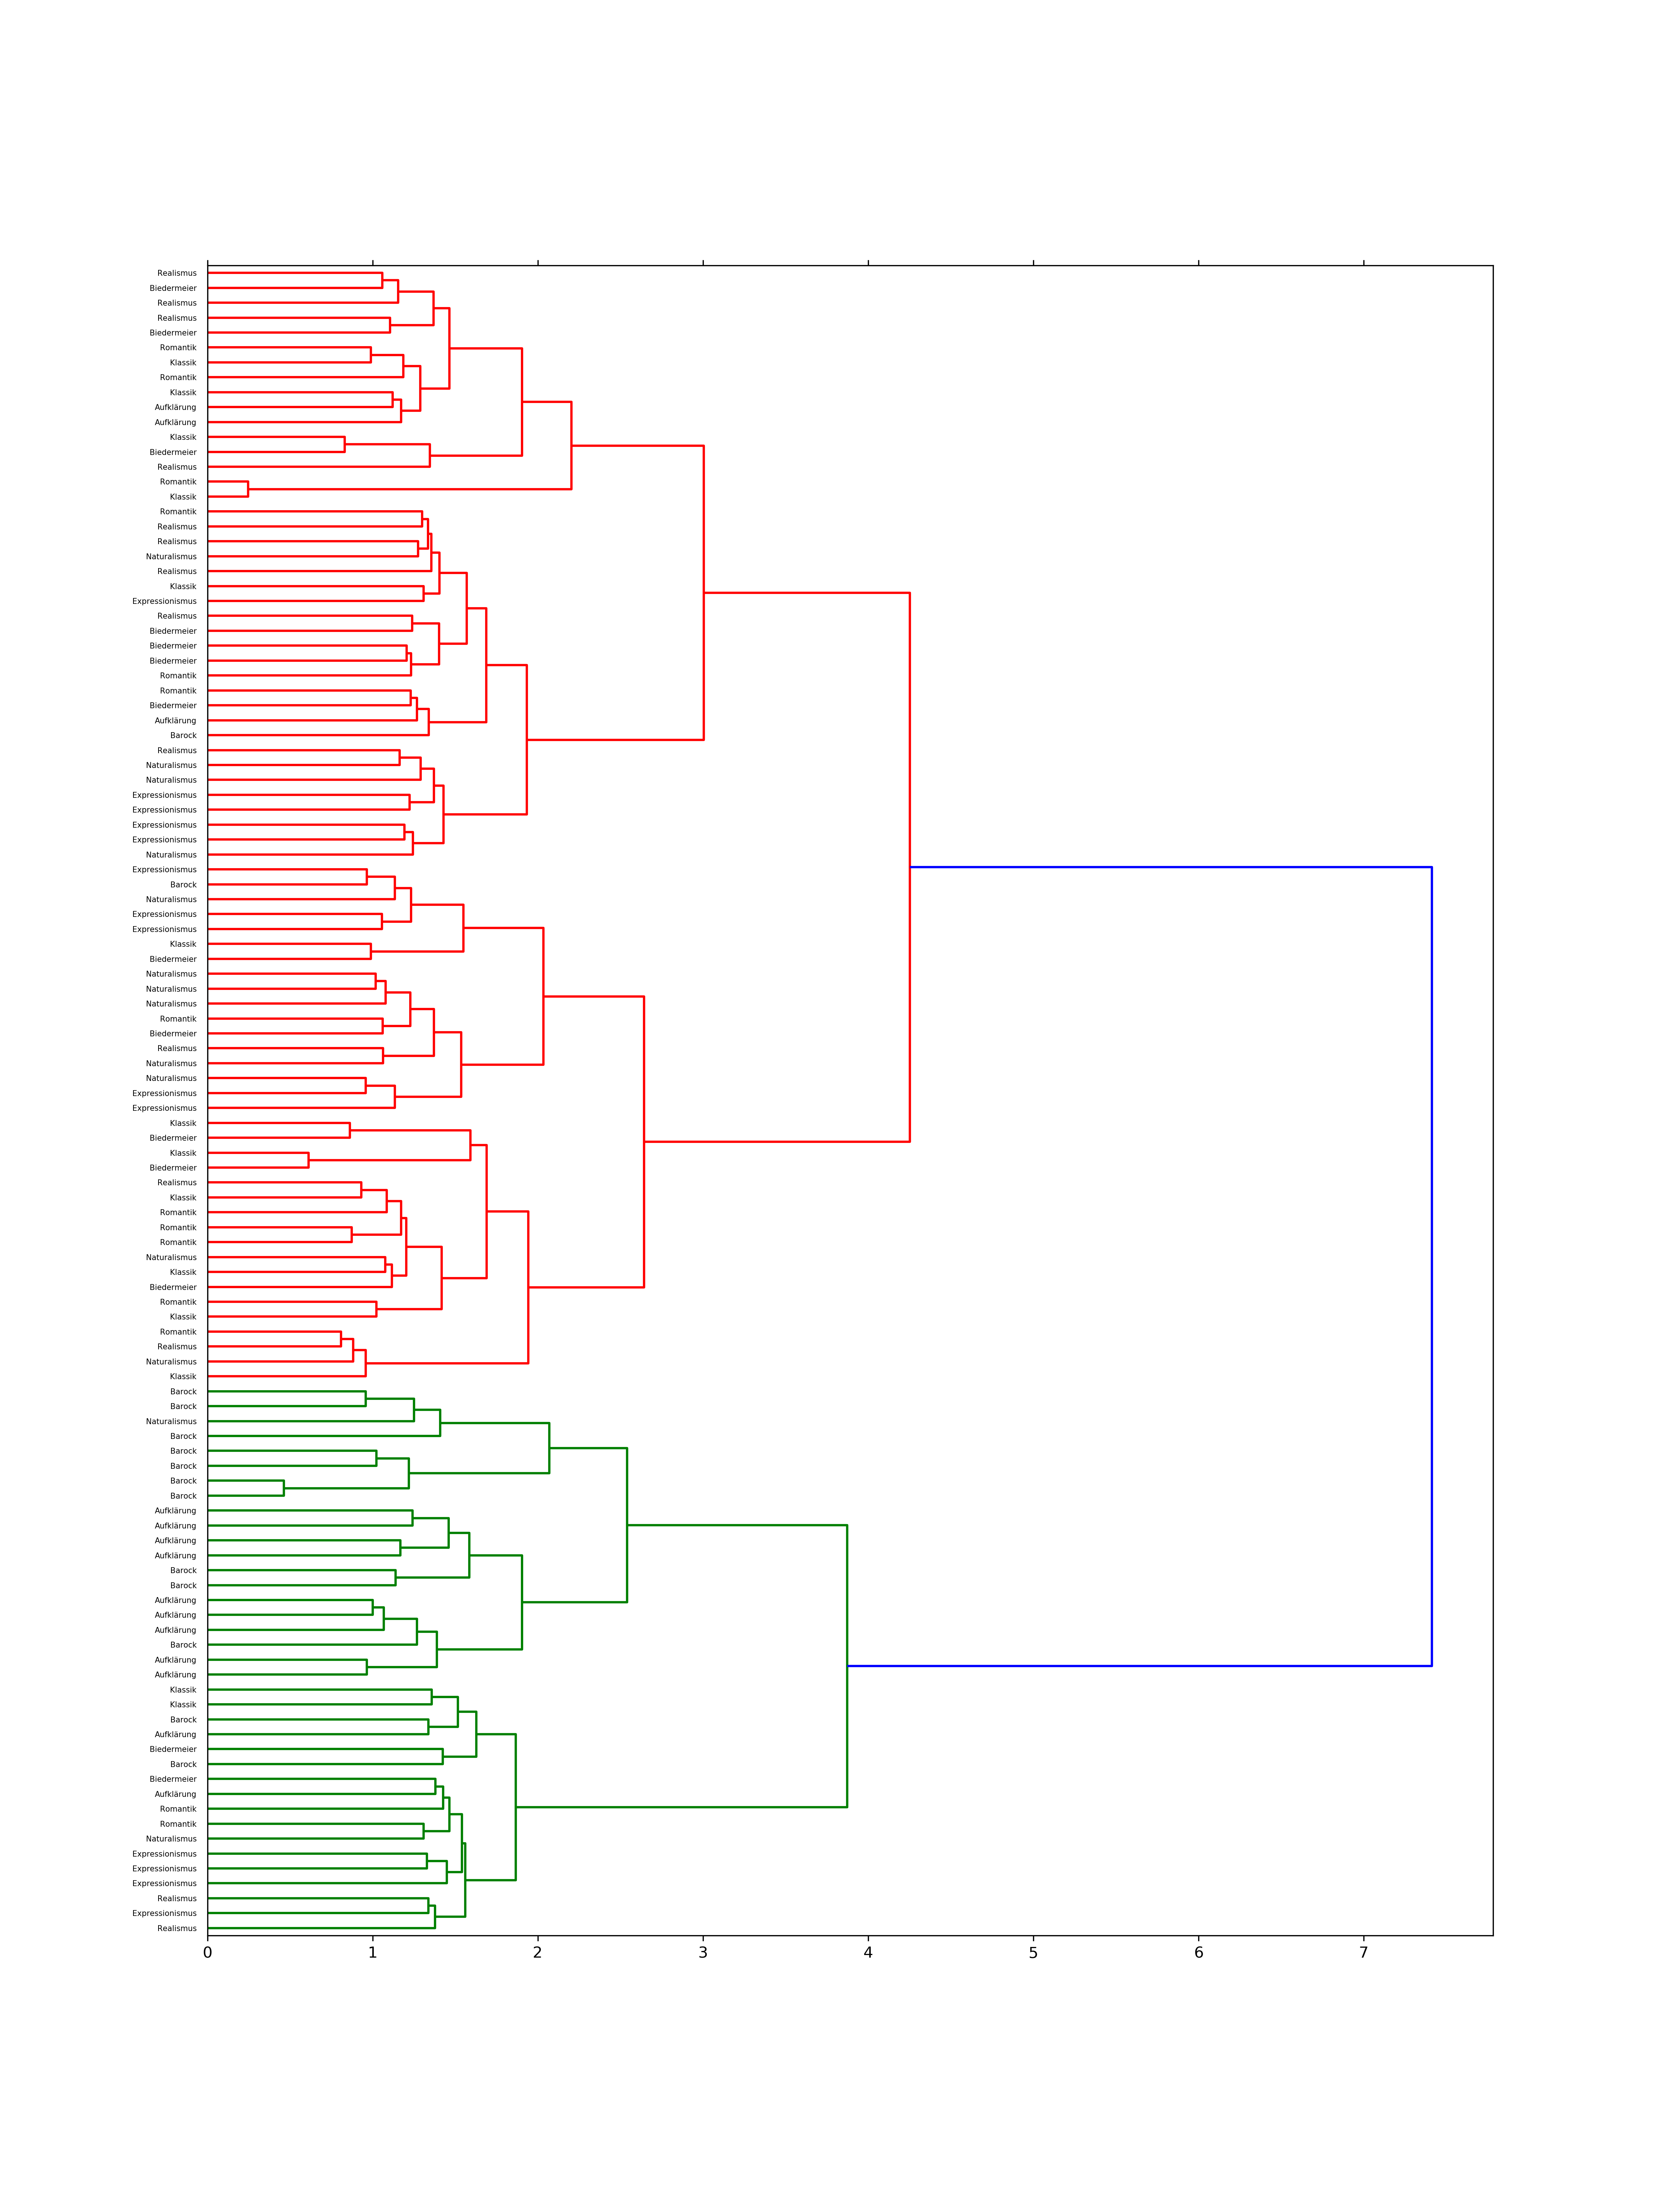 Realismus
Biedermeier
Realismus
Realismus
Biedermeier
Romantik
Klassik
Romantik
Klassik
Aufklärung
Aufklärung
Klassik
Biedermeier
Realismus
Romantik
Klassik
Romantik
Realismus
Realismus
Naturalismus
Realismus
Klassik
Expressionismus
Realismus
Biedermeier
Biedermeier
Biedermeier
Romantik
Romantik
Biedermeier
Aufklärung
Barock
Realismus
Naturalismus
Naturalismus
Expressionismus
Expressionismus
Expressionismus
Expressionismus
Naturalismus
Expressionismus
Barock
Naturalismus
Expressionismus
Expressionismus
Klassik
Biedermeier
Naturalismus
Naturalismus
Naturalismus
Romantik
Biedermeier
Realismus
Naturalismus
Naturalismus
Expressionismus
Expressionismus
Klassik
Biedermeier
Klassik
Biedermeier
Realismus
Klassik
Romantik
Romantik
Romantik
Naturalismus
Klassik
Biedermeier
Romantik
Klassik
Romantik
Realismus
Naturalismus
Klassik
Barock
Barock
Naturalismus
Barock
Barock
Barock
Barock
Barock
Aufklärung
Aufklärung
Aufklärung
Aufklärung
Barock
Barock
Aufklärung
Aufklärung
Aufklärung
Barock
Aufklärung
Aufklärung
Klassik
Klassik
Barock
Aufklärung
Biedermeier
Barock
Biedermeier
Aufklärung
Romantik
Romantik
Naturalismus
Expressionismus
Expressionismus
Expressionismus
Realismus
Expressionismus
Realismus
0 1 2 3 4 5 6 7